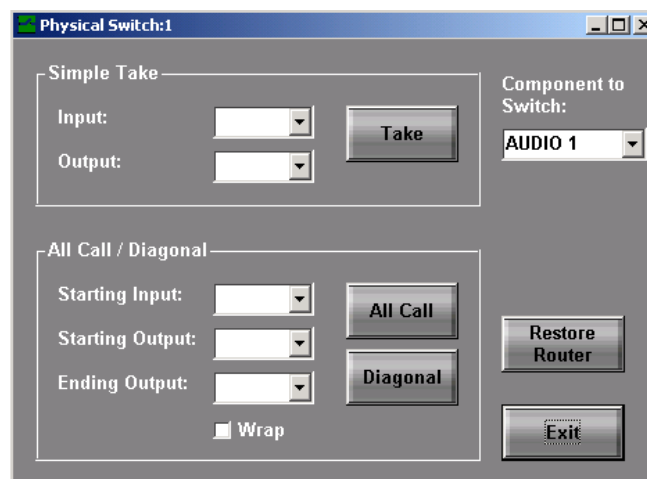 Physical Switch:1
Simple Take
Input:
Take
Output:
Component to
Switch:
AUDIO 1
All Call / Diagonal
Starting Input:
All Call
Starting Output:
Diagonal
Ending Output:
Wrap
Restore
Router
Exit